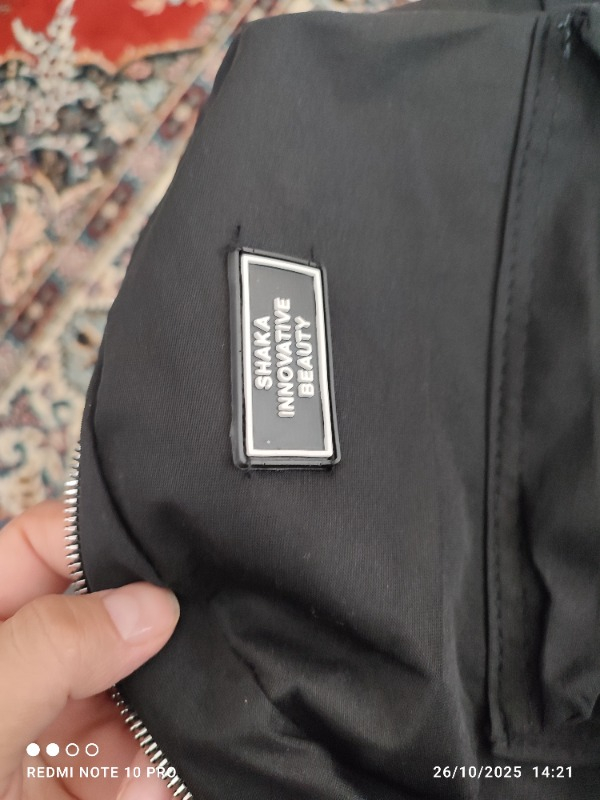 SHAKA
INNOVATIVE
BEAUTY
REDMI NOTE 10 PRO
26/10/2025 14:21